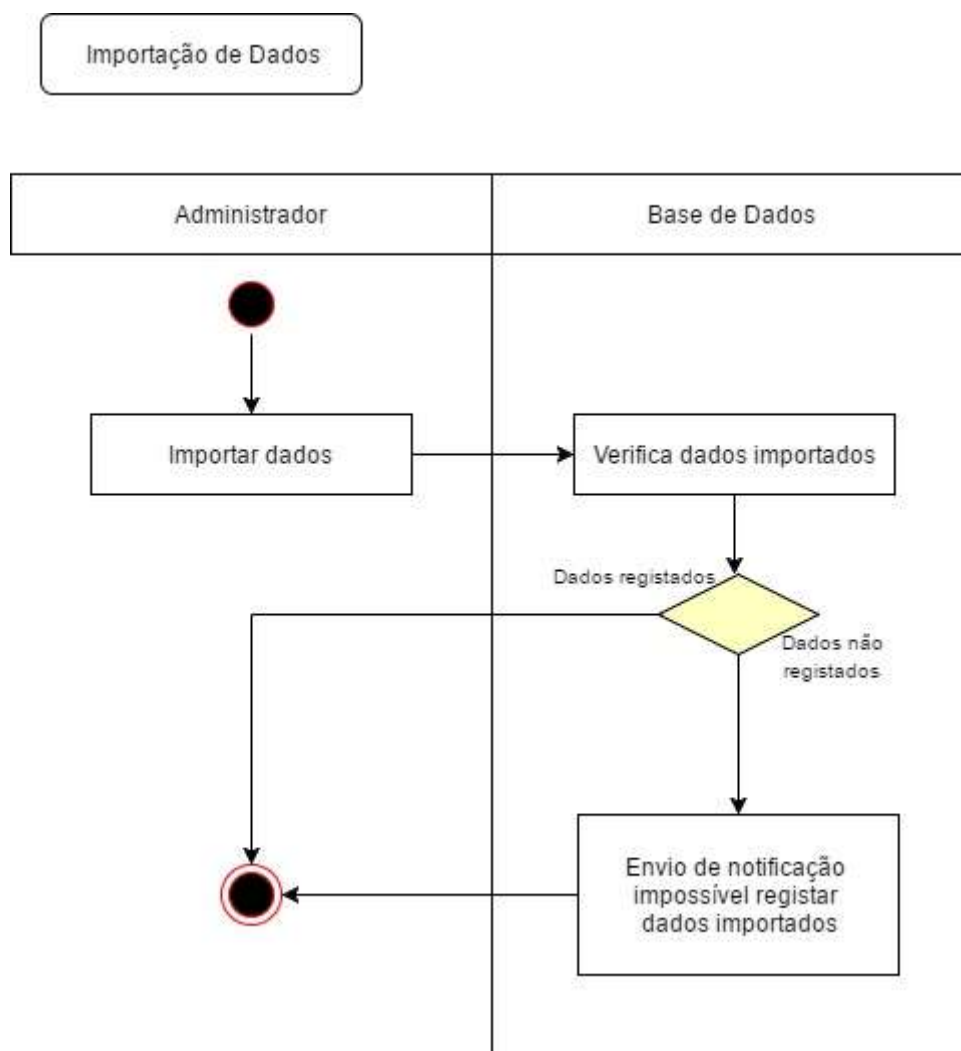 Importação de Dados
Administrador
Base de Dados
Importar dados
Verifica dados importados
Dados registados
Dados não
registados
Envio de notificação
impossível registar
dados importados